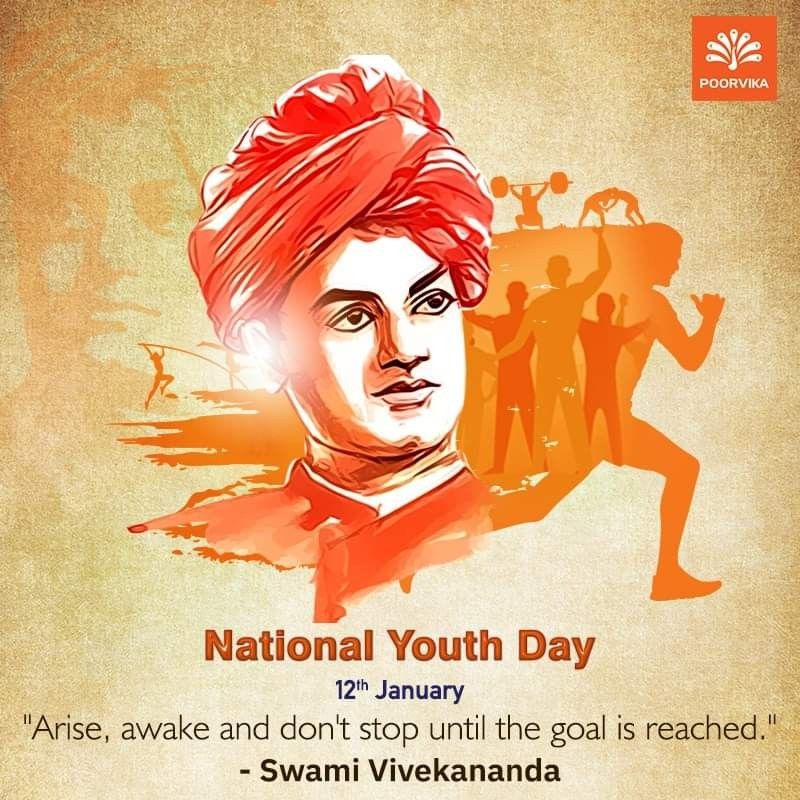 POORVIKA
National Youth Day
12th January
"Arise, awake and don't stop until the goal is reached."
- Swami Vivekananda